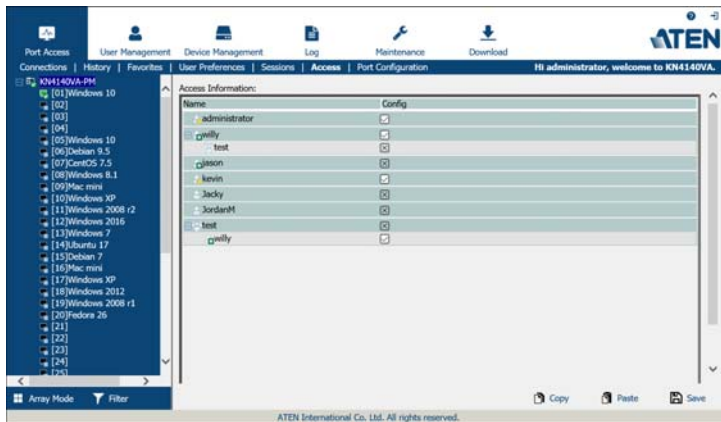 ATEN
Port Access
User Management
Device Management
Log
Maintenance
Download
Connections | History | Favorites | User Preferences | Sessions | Access | Port Configuration
Hi administrator, welcome to KN4140VA.
KN4140VA-PM
[01]Windows 10
[02]
[03]
[04]
[05]Windows 10
[06]Debian 9.5
[07]CentOS 7.5
[08]Windows 8.1
[09]Mac mini
[10]Windows XP
[11]Windows 2008 r2
[12]Windows 2016
[13]Windows 7
[14]Ubuntu 17
[15]Debian 7
[16]Mac mini
[17]Windows XP
[18]Windows 2012
[19]Windows 2008 r1
[20]Fedora 26
[21]
[22]
[23]
[24]
[25]
Array Mode
Filter
Access Information:
Name Config
administrator
willy
test
jason
kevin
Jacky
JordanM
test
willy
Copy
Paste
Save
ATEN International Co. Ltd. All rights reserved.